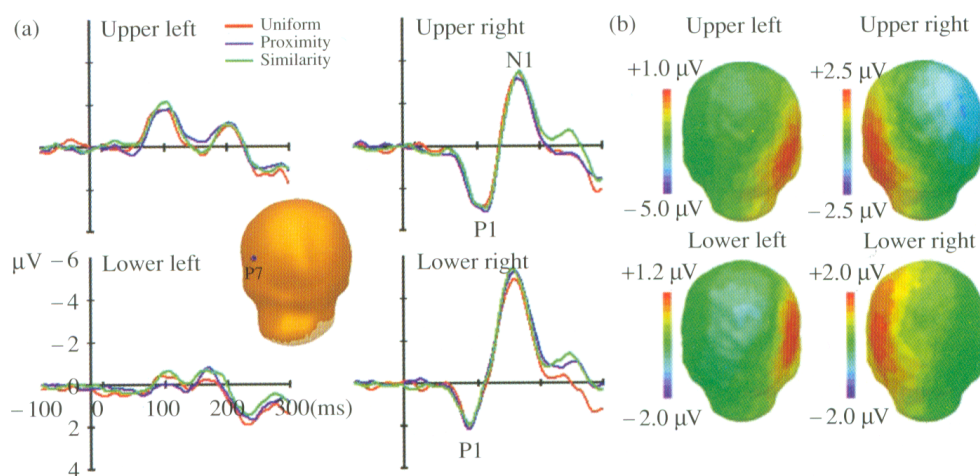 (a)
Upper left
Uniform
Proximity
Similarity
Upper right
N1
P1
μV
−6
−4
−2
0
2
4
Lower left
P7
−100
0
100
200
300(ms)
Lower right
P1
(b)
Upper left
Upper right
+1.0 μV
−5.0 μV
+2.5 μV
−2.5 μV
Lower left
Lower right
+1.2 μV
−2.0 μV
+2.0 μV
−2.0 μV